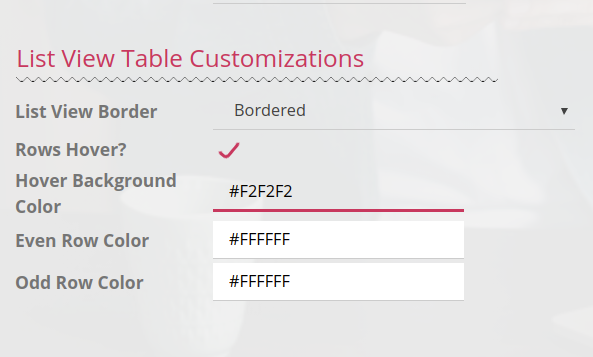 List View Table Customizations
List View Border
Bordered
Rows Hover?
Hover Background
Color
#F2F2F2
Even Row Color
#FFFFFF
Odd Row Color
#FFFFFF